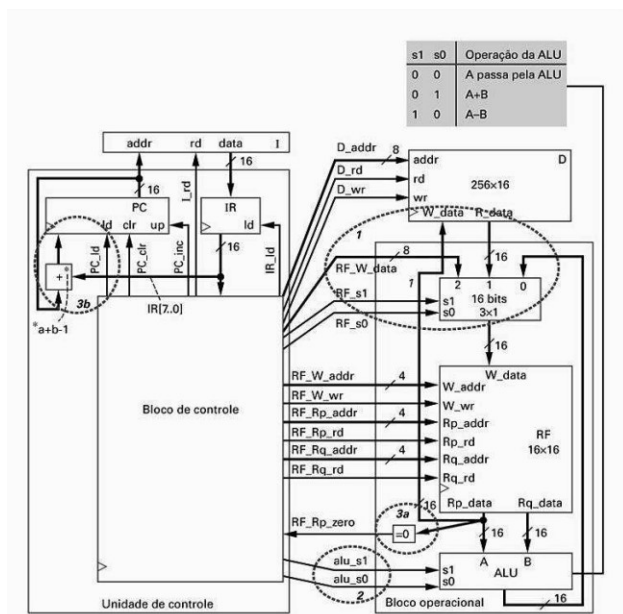 s1 s0 Operação da ALU
0 0 A passa pela ALU
0 1 A+B
1 0 A–B
addr rd data I
16
16
I_rd
PC
ld clr up
IR
ld
16
PC_ld
PC_clr
PC_inc
IR_ld
+
*
3b
*a+b-1
IR[7..0]
D_addr 8
D_rd
D_wr
addr D
rd
wr
256×16
W_data R_data
1
8
16
RF_W_data
1
2 1 0
RF_s1
RF_s0
s1
s0
16 bits
3×1
16
Bloco de controle
RF_W_addr 4
RF_W_wr
RF_Rp_addr 4
RF_Rp_rd
RF_Rq_addr 4
RF_Rq_rd
W_data
W_addr
W_wr
Rp_addr
Rp_rd
Rq_addr
Rq_rd
RF
16×16
Rp_data Rq_data
16
3a
RF_Rp_zero
=0
16
16
alu_s1
alu_s0
2
s1
s0
A B
ALU
16
Unidade de controle
Bloco operacional